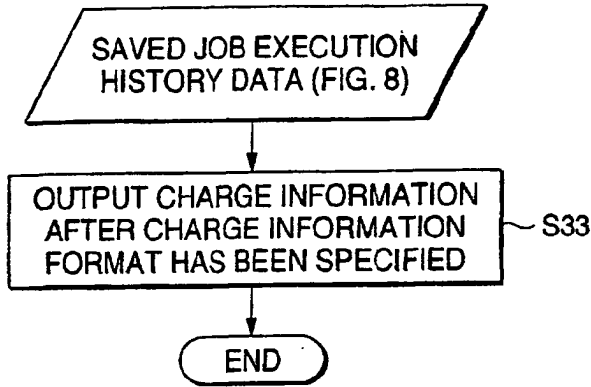 SAVED JOB EXECUTION
HISTORY DATA (FIG. 8)
OUTPUT CHARGE INFORMATION
AFTER CHARGE INFORMATION
FORMAT HAS BEEN SPECIFIED
S33
END